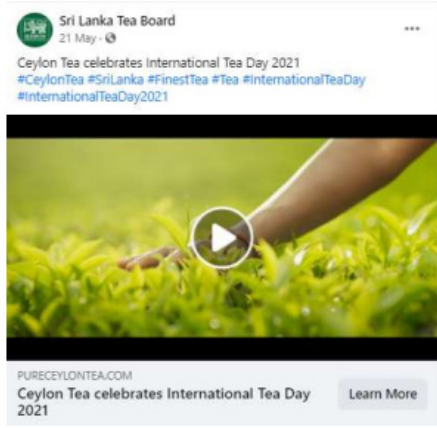 Sri Lanka Tea Board
21 May ·
Ceylon Tea celebrates International Tea Day 2021
#CeylonTea #SriLanka #FinestTea #Tea #InternationalTeaDay
#InternationalTeaDay2021
PURECEYLONTEA.COM
Ceylon Tea celebrates International Tea Day
2021
Learn More